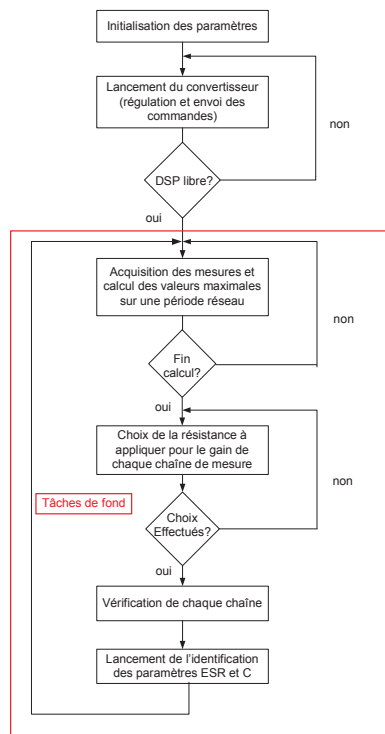 Initialisation des paramètres
Lancement du convertisseur
(régulation et envoi des
commandes)
non
DSP libre?
oui
Acquisition des mesures et
calcul des valeurs maximales
sur une période réseau
non
Fin
calcul?
oui
Choix de la résistance à
appliquer pour le gain de
chaque chaîne de mesure
non
Tâches de fond
Choix
Effectués?
oui
Vérification de chaque chaîne
Lancement de l'identification
des paramètres ESR et C